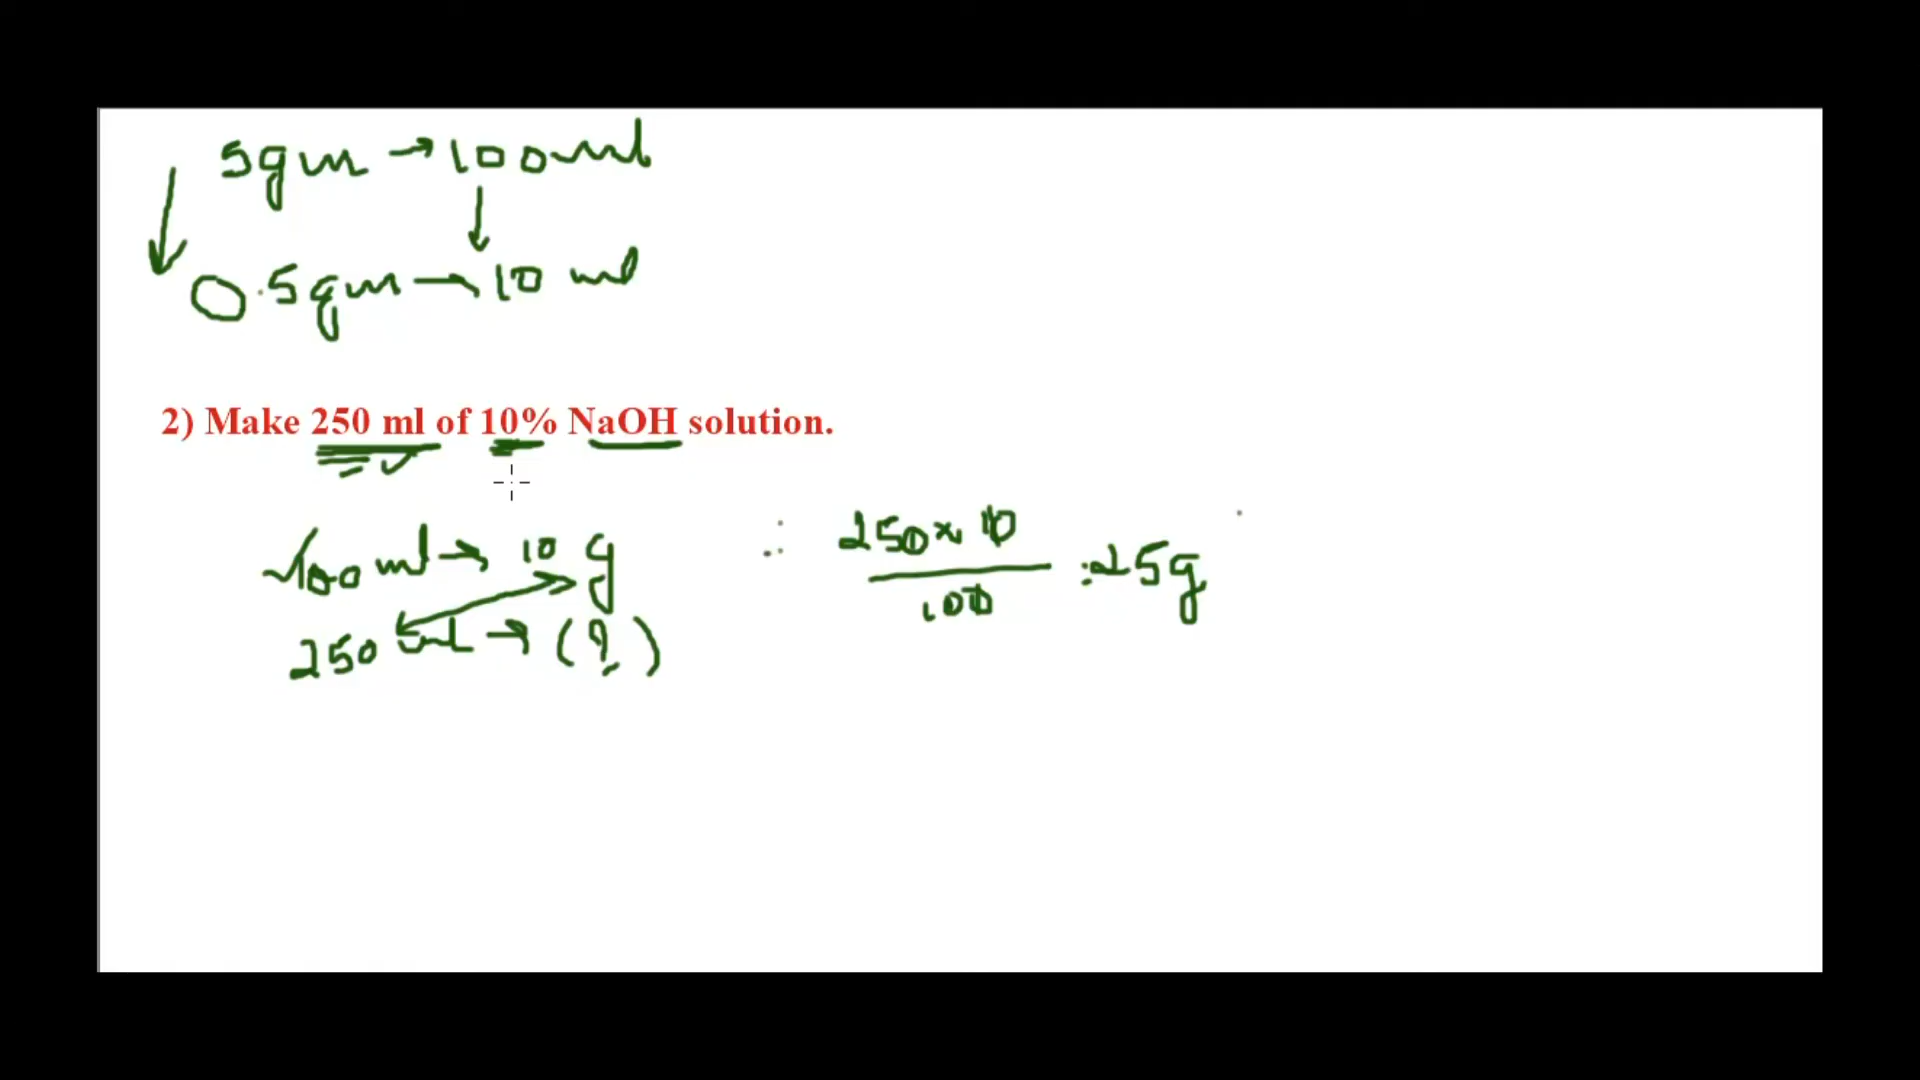 5gm → 100ml
0.5gm → 10 ml
2) Make 250 ml of 10% NaOH solution.
100 ml → 10 g
250 ml → (?)
∴ 250 × 10 / 100 = 25g